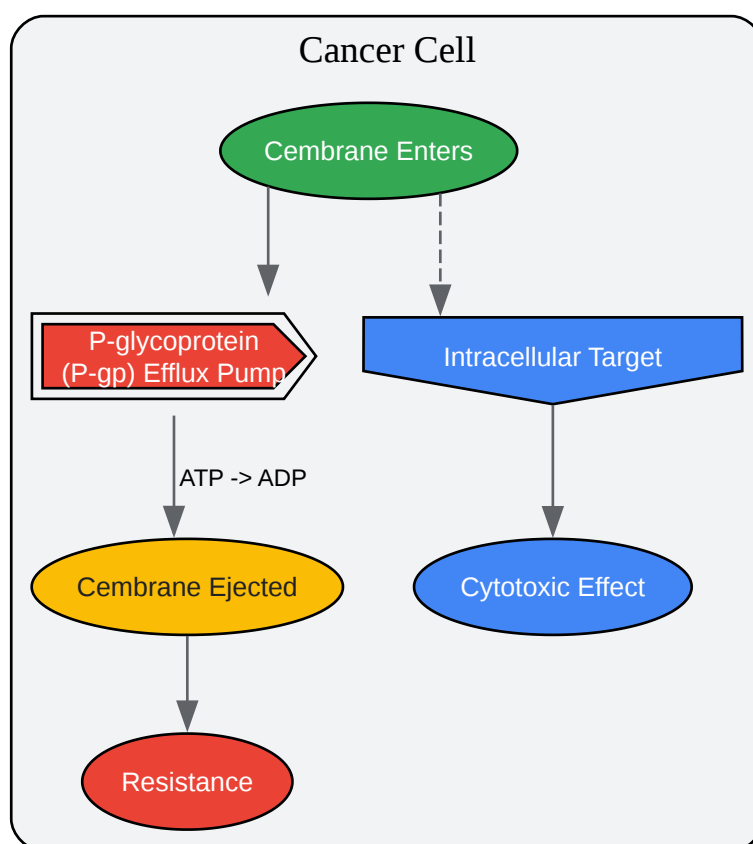 Cancer Cell
Cembrane Enters
P-glycoprotein
(P-gp) Efflux Pump
Intracellular Target
ATP -> ADP
Cembrane Ejected
Cytotoxic Effect
Resistance